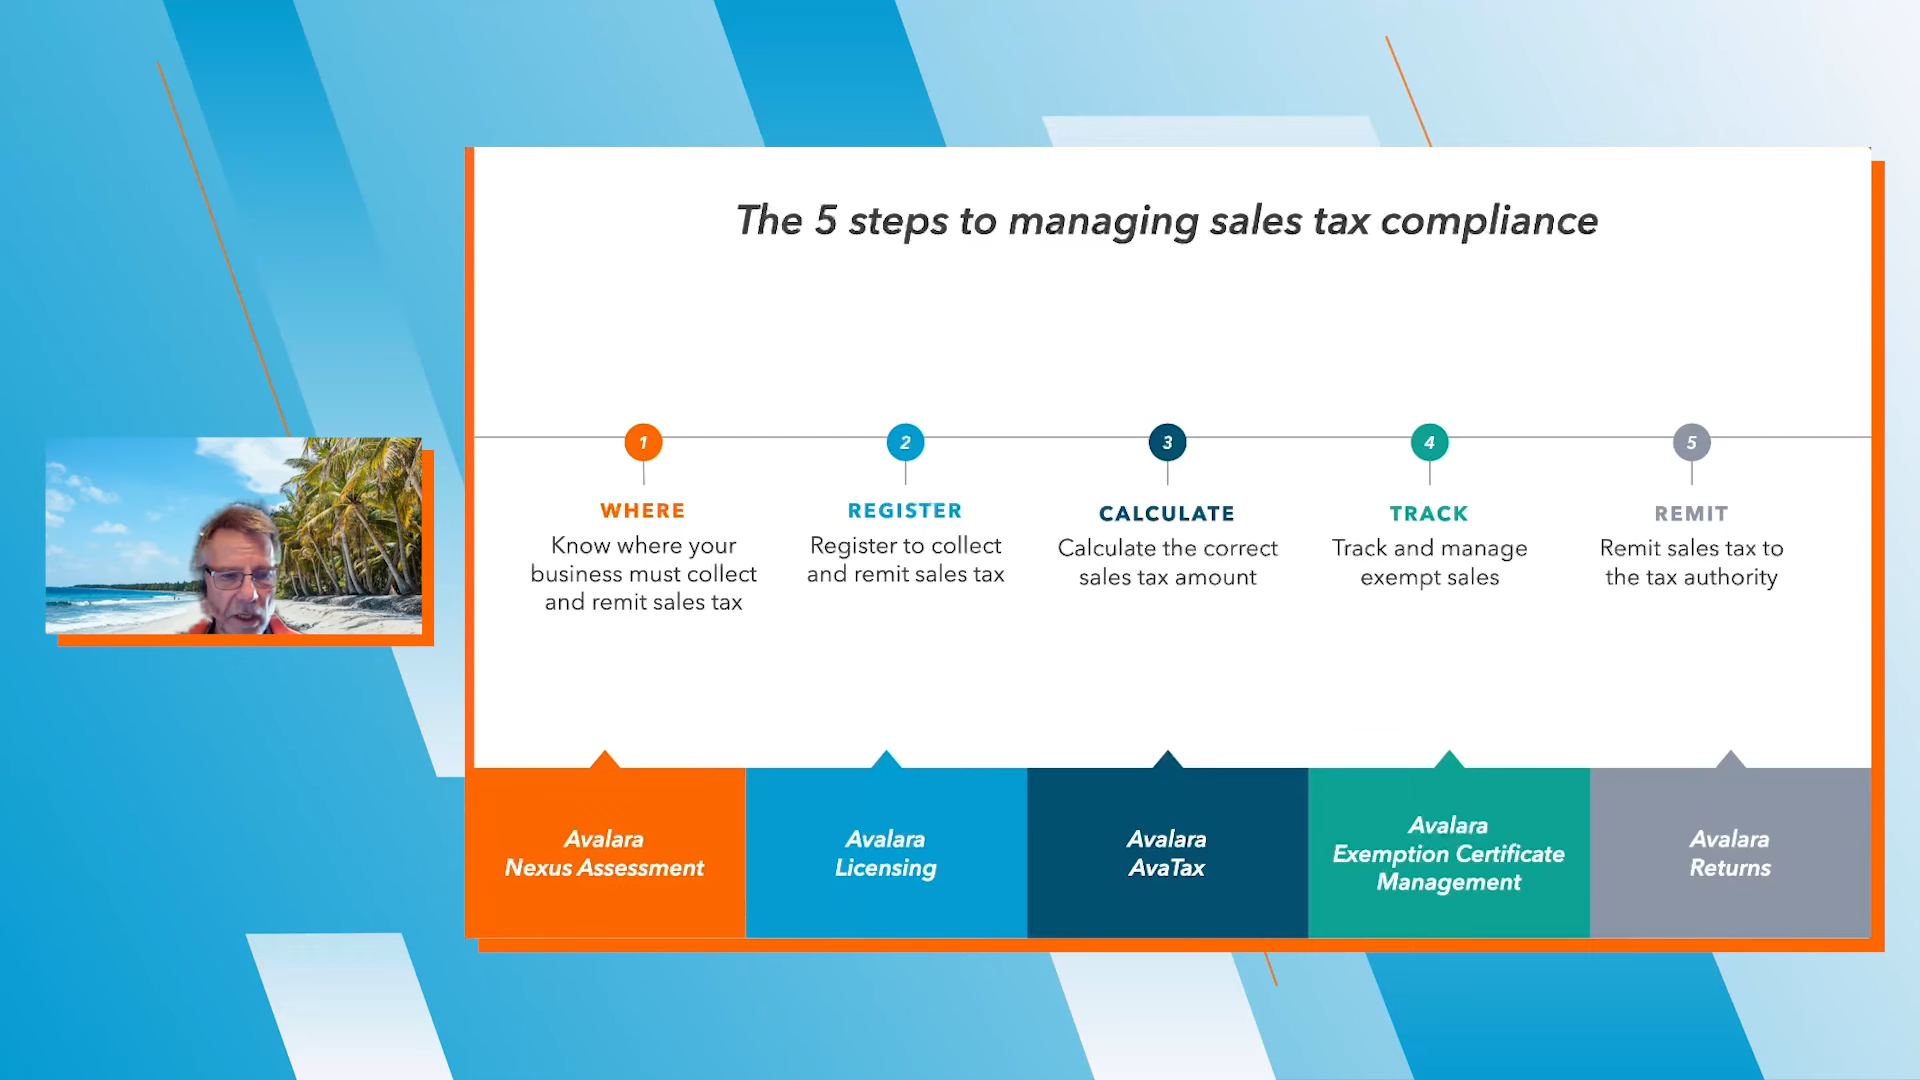 The 5 steps to managing sales tax compliance
1
WHERE
Know where your
business must collect
and remit sales tax
2
REGISTER
Register to collect
and remit sales tax
3
CALCULATE
Calculate the correct
sales tax amount
4
TRACK
Track and manage
exempt sales
5
REMIT
Remit sales tax to
the tax authority
Avalara
Nexus Assessment
Avalara
Licensing
Avalara
AvaTax
Avalara
Exemption Certificate
Management
Avalara
Returns